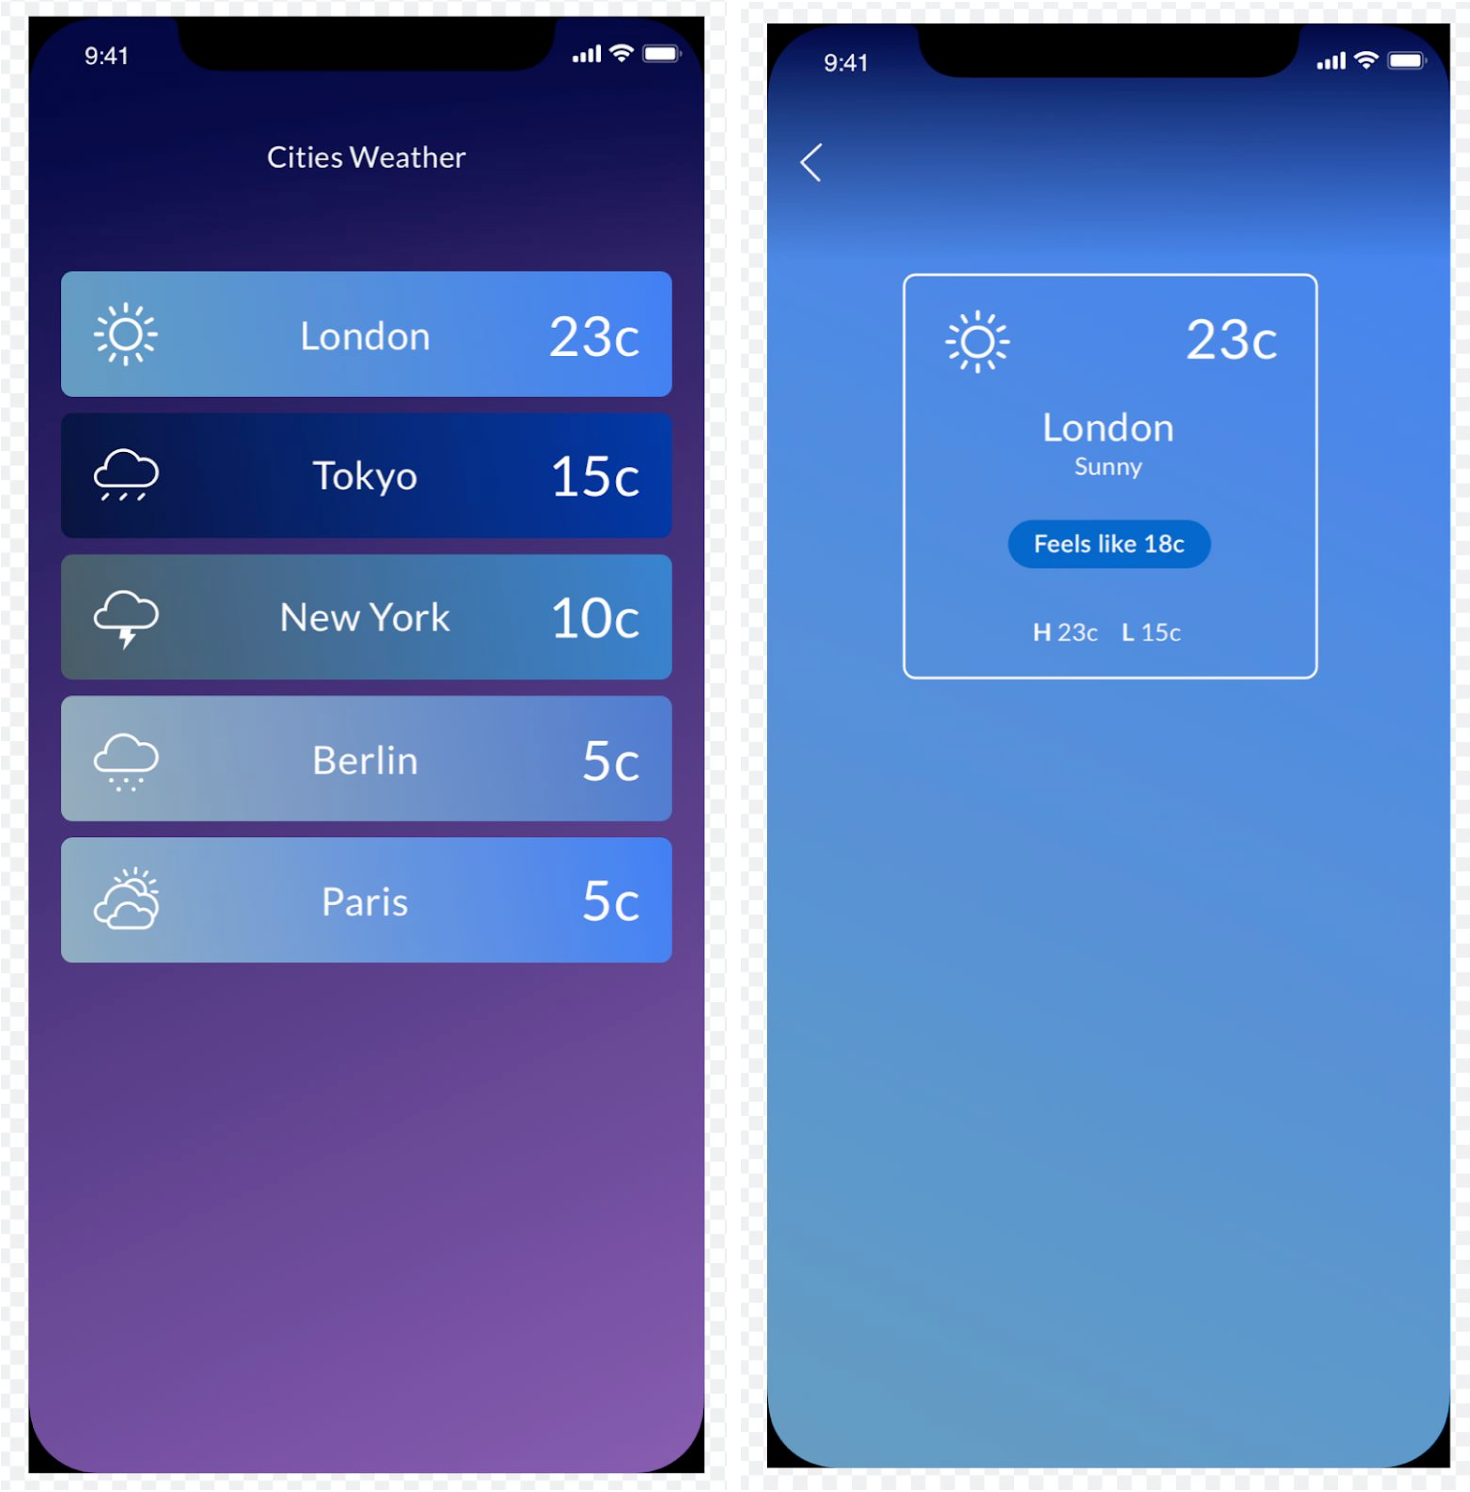 9:41
Cities Weather
London 23c
Tokyo 15c
New York 10c
Berlin 5c
Paris 5c
9:41
23c
London
Sunny
Feels like 18c
H 23c L 15c